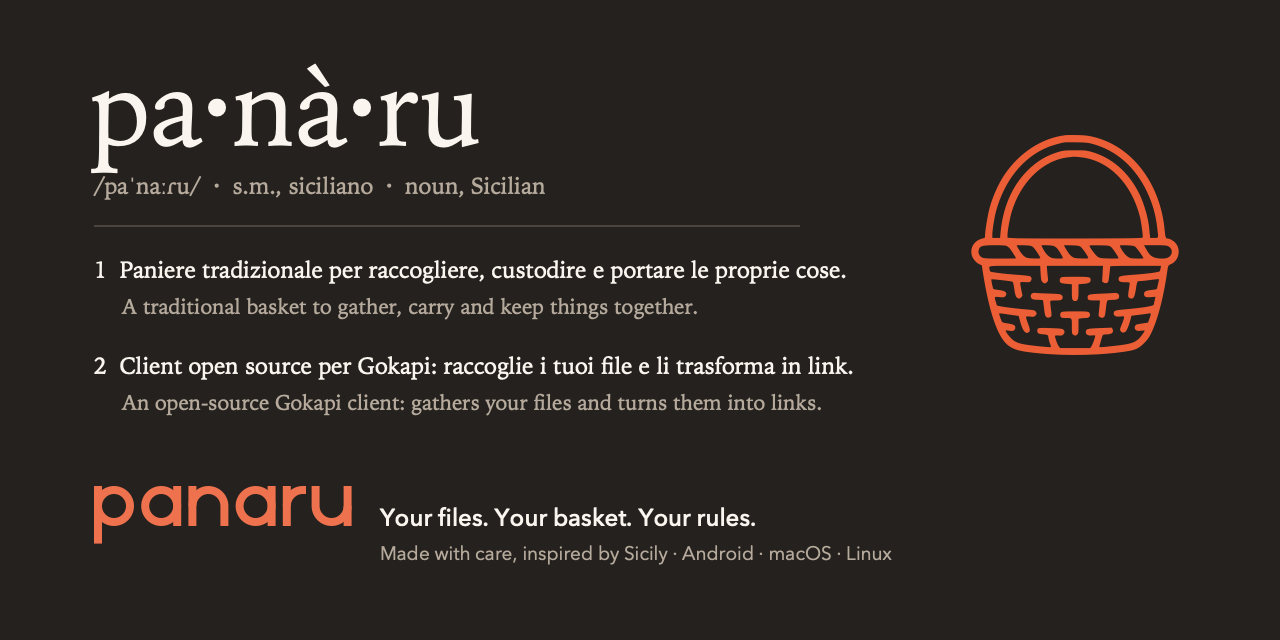 pa·nà·ru
/paˈnaːɾu/ · s.m., siciliano · noun, Sicilian
1 Paniere tradizionale per raccogliere, custodire e portare le proprie cose.
A traditional basket to gather, carry and keep things together.
2 Client open source per Gokapi: raccoglie i tuoi file e li trasforma in link.
An open-source Gokapi client: gathers your files and turns them into links.
panaru
Your files. Your basket. Your rules.
Made with care, inspired by Sicily · Android · macOS · Linux